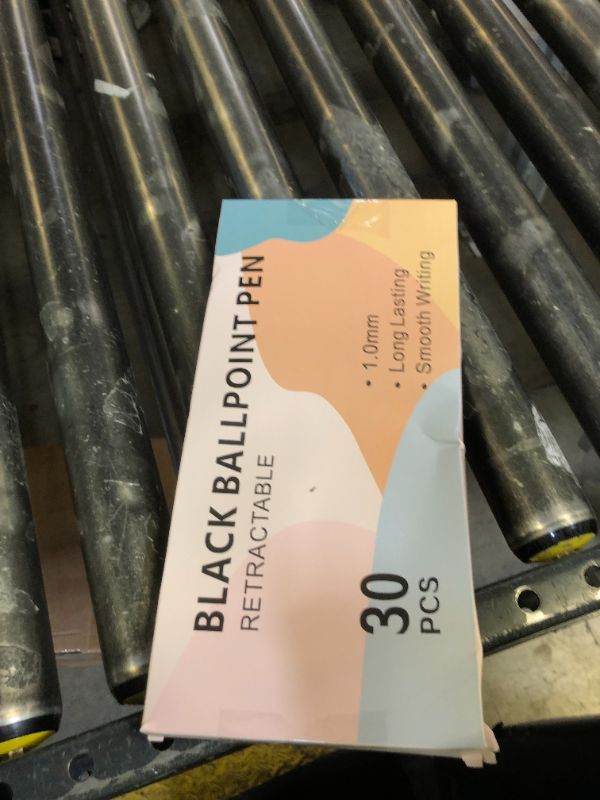 BLACK BALLPOINT PEN
RETRACTABLE
• 1.0mm
• Long Lasting
• Smooth Writing
30
PCS